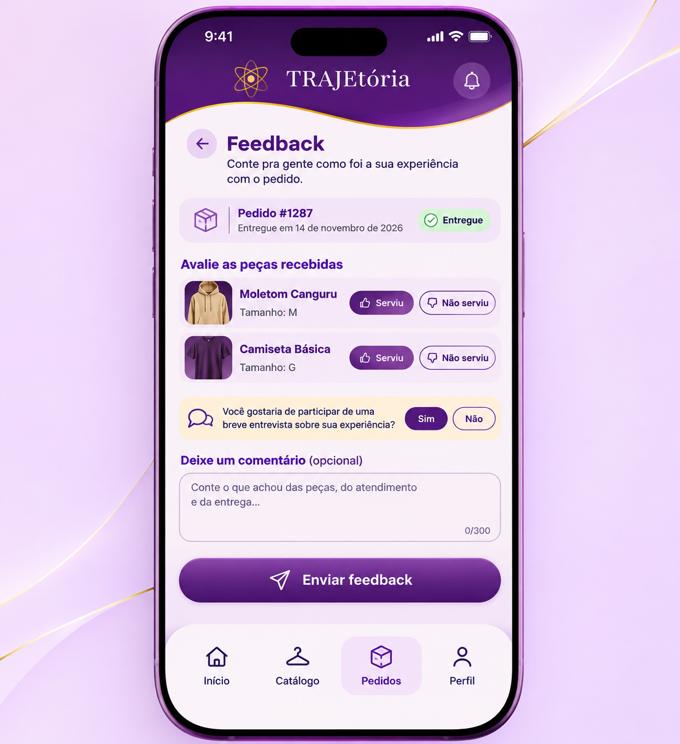 9:41
TRAJEtória
Feedback
Conte pra gente como foi a sua experiência
com o pedido.
Pedido #1287
Entregue em 14 de novembro de 2026
Entregue
Avalie as peças recebidas
Moletom Canguru
Tamanho: M
Serviu
Não serviu
Camiseta Básica
Tamanho: G
Serviu
Não serviu
Você gostaria de participar de uma
breve entrevista sobre sua experiência?
Sim
Não
Deixe um comentário (opcional)
Conte o que achou das peças, do atendimento
e da entrega...
0/300
Enviar feedback
Início
Catálogo
Pedidos
Perfil